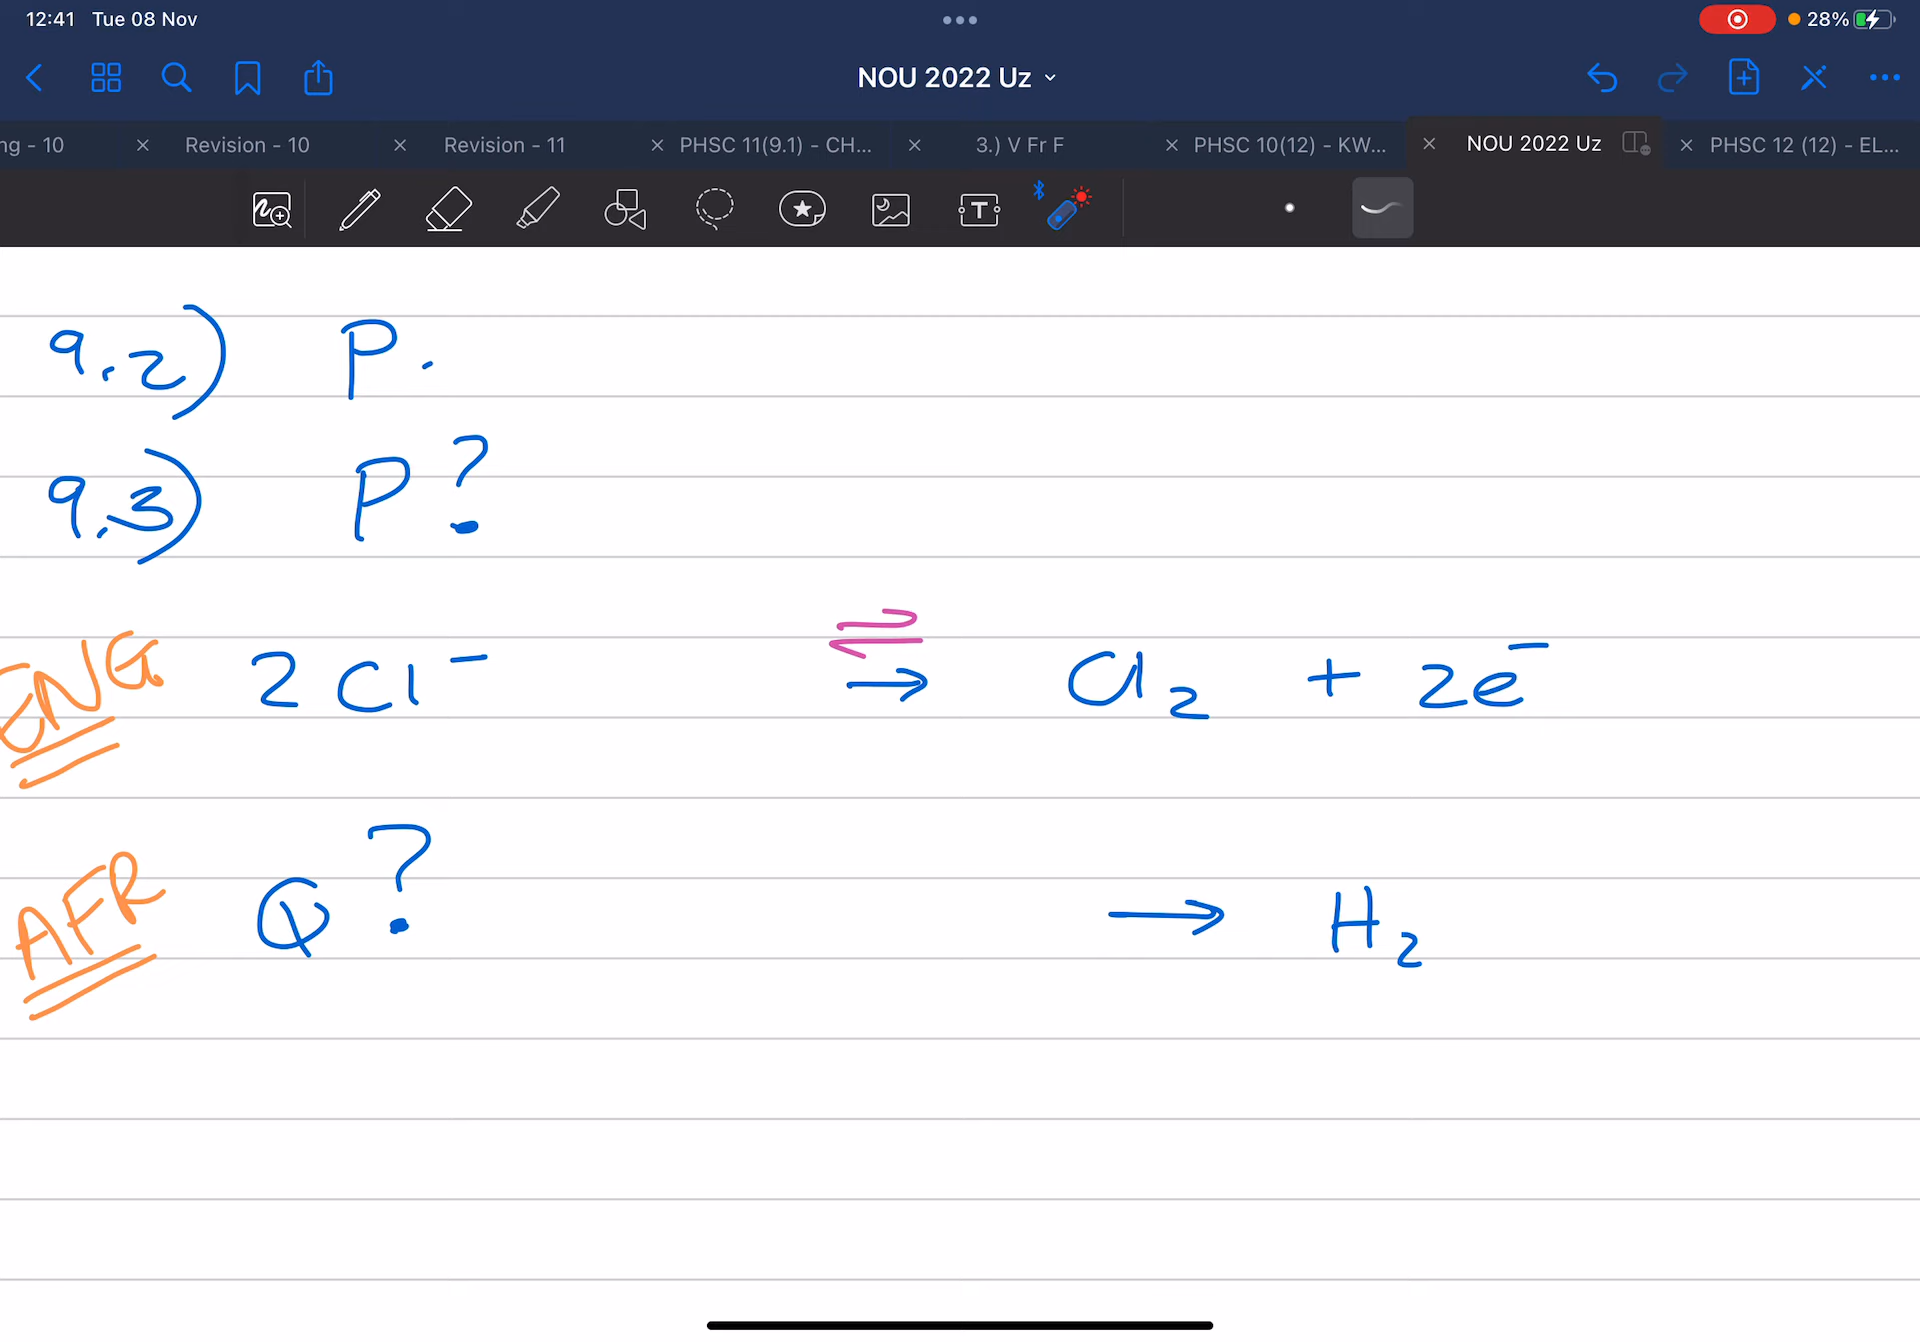 12:41 Tue 08 Nov 28%
NOU 2022 Uz
ng - 10 Revision - 10 Revision - 11 PHSC 11(9.1) - CH... 3.) V Fr F PHSC 10(12) - KW... NOU 2022 Uz PHSC 12 (12) - EL...
T
9.2) P.
9.3) P?
ENG 2Cl⁻ ⇌ → Cl₂ + 2e⁻
AFR Q? → H₂